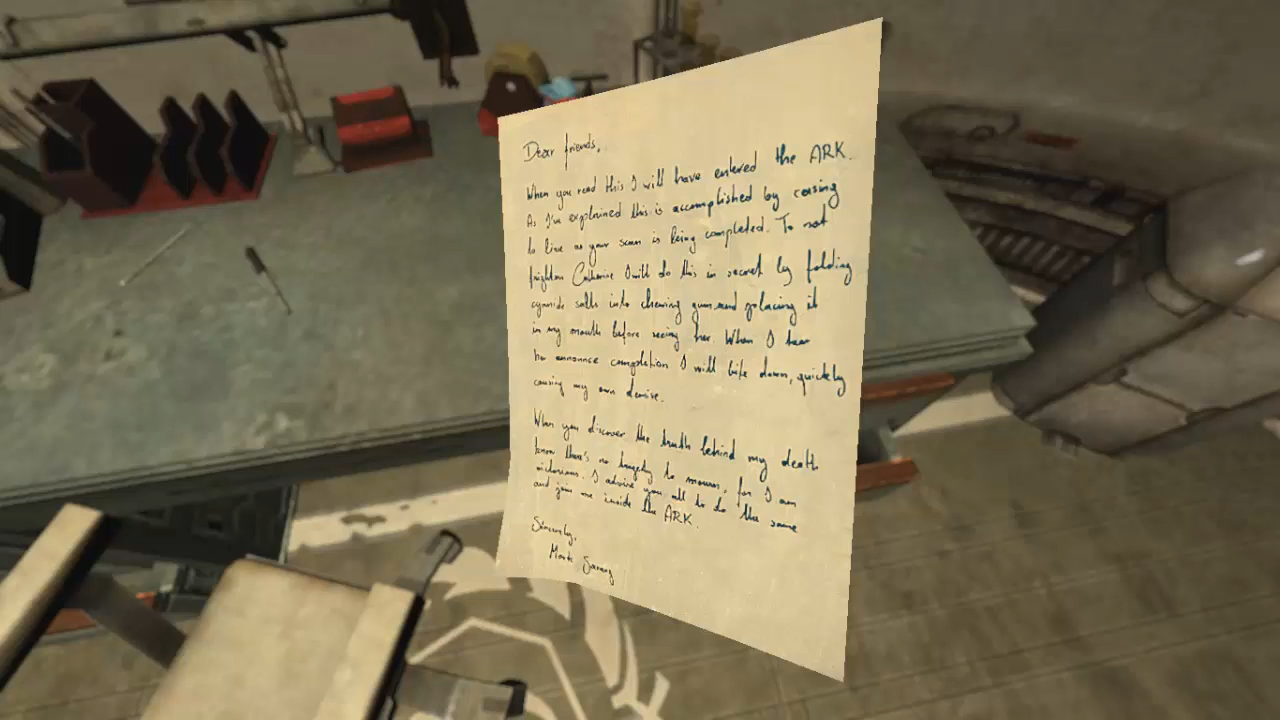 Dear friends,
When you read this I will have entered the ARK.
As I've explained this is accomplished by ceasing
to live as your scan is being completed. To not
frighten Catherine I will do this in secret by folding
cyanide salts into chewing gum and placing it
in my mouth before seeing her. When I hear
her announce completion I will bite down, quickly
causing my own demise.
When you discover the truth behind my death
know there's no tragedy to mourn, for I am
victorious. I advise you all to do the same
and join me inside the ARK.
Sincerely,
Mark Sarang